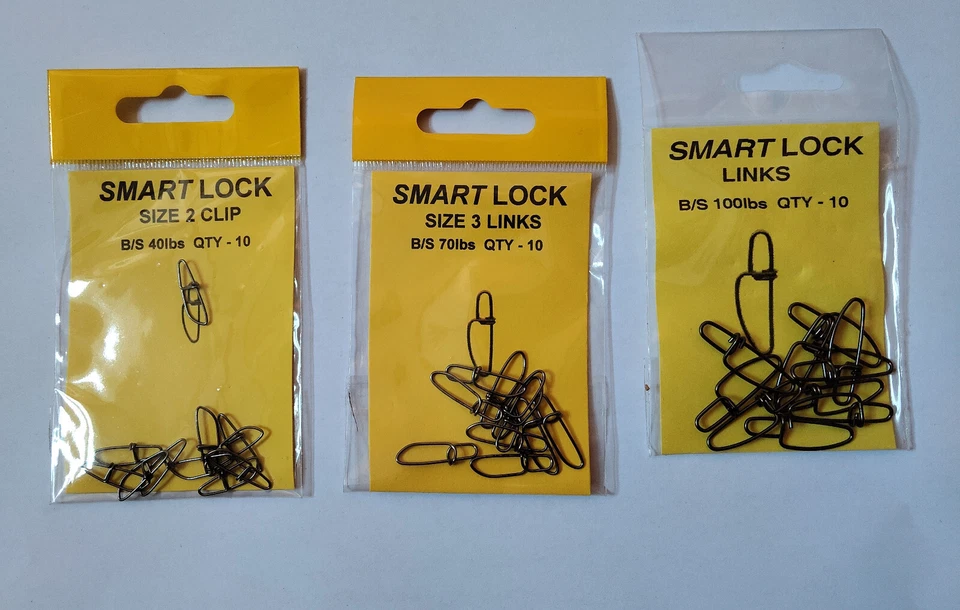 SMART LOCK
SIZE 2 CLIP
B/S 40lbs QTY - 10
SMART LOCK
SIZE 3 LINKS
B/S 70lbs QTY - 10
SMART LOCK
LINKS
B/S 100lbs QTY - 10